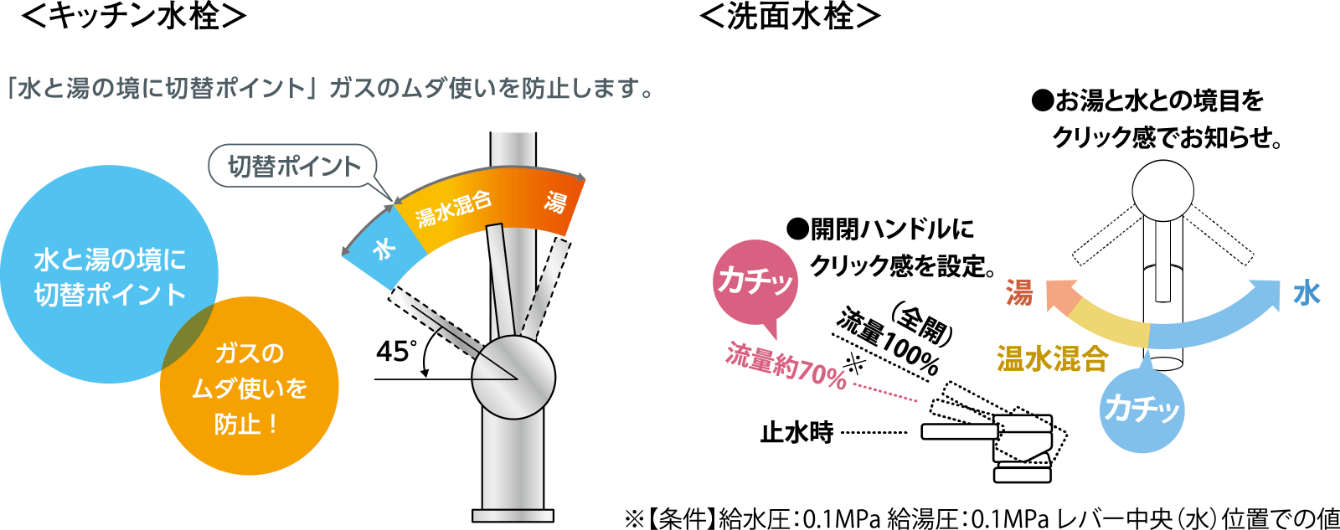 ＜キッチン水栓＞
「水と湯の境に切替ポイント」ガスのムダ使いを防止します。
切替ポイント
水
湯水混合
湯
水と湯の境に
切替ポイント
ガスの
ムダ使いを
防止！
45°
＜洗面水栓＞
●お湯と水との境目を
クリック感でお知らせ。
●開閉ハンドルに
クリック感を設定。
カチッ
(全開)
流量100%
※
流量約70%
止水時
湯
水
温水混合
カチッ
※【条件】給水圧：0.1MPa 給湯圧：0.1MPa レバー中央（水）位置での値